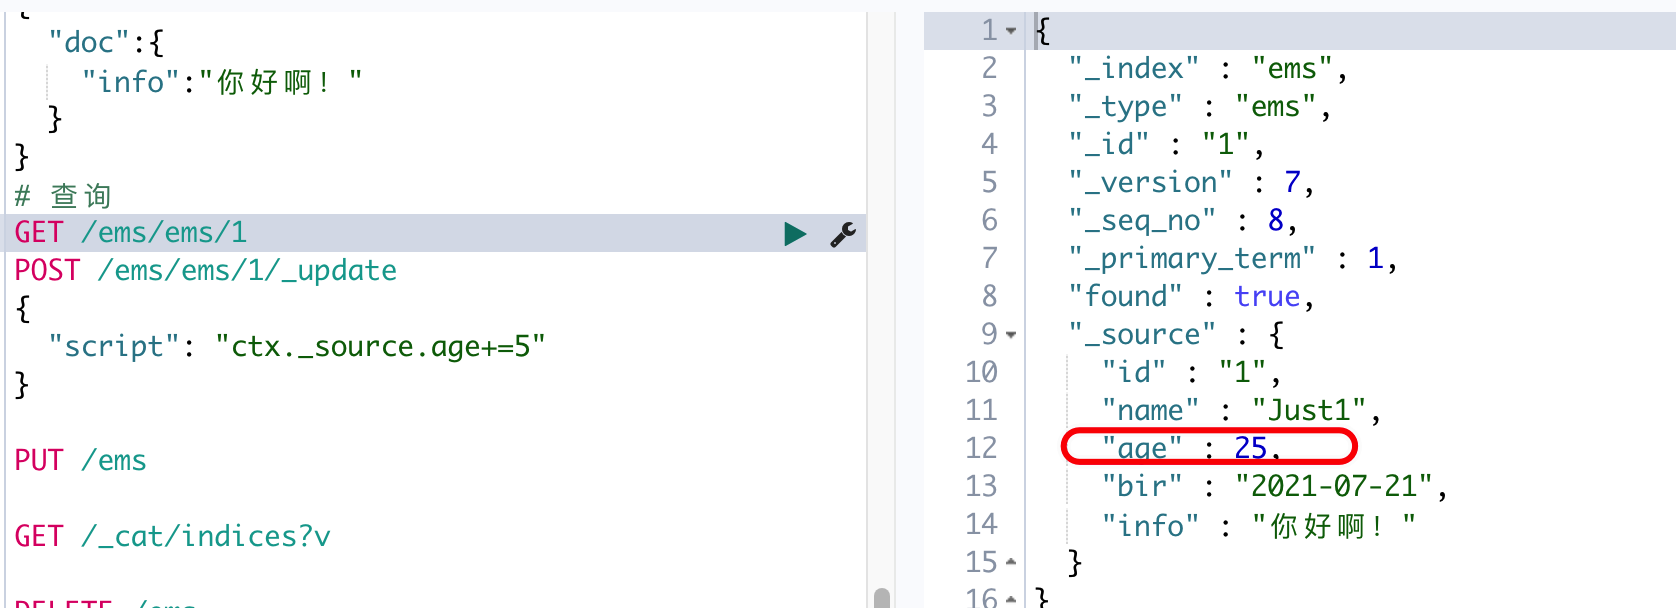 {
"doc":{
"info":"你好啊！"
}
}
# 查询
GET /ems/ems/1
POST /ems/ems/1/_update
{
"script": "ctx._source.age+=5"
}
PUT /ems
GET /_cat/indices?v
DELETE /ems
1 {
2 "_index" : "ems",
3 "_type" : "ems",
4 "_id" : "1",
5 "_version" : 7,
6 "_seq_no" : 8,
7 "_primary_term" : 1,
8 "found" : true,
9 "_source" : {
10 "id" : "1",
11 "name" : "Just1",
12 "age" : 25,
13 "bir" : "2021-07-21",
14 "info" : "你好啊！"
15 }
16 }